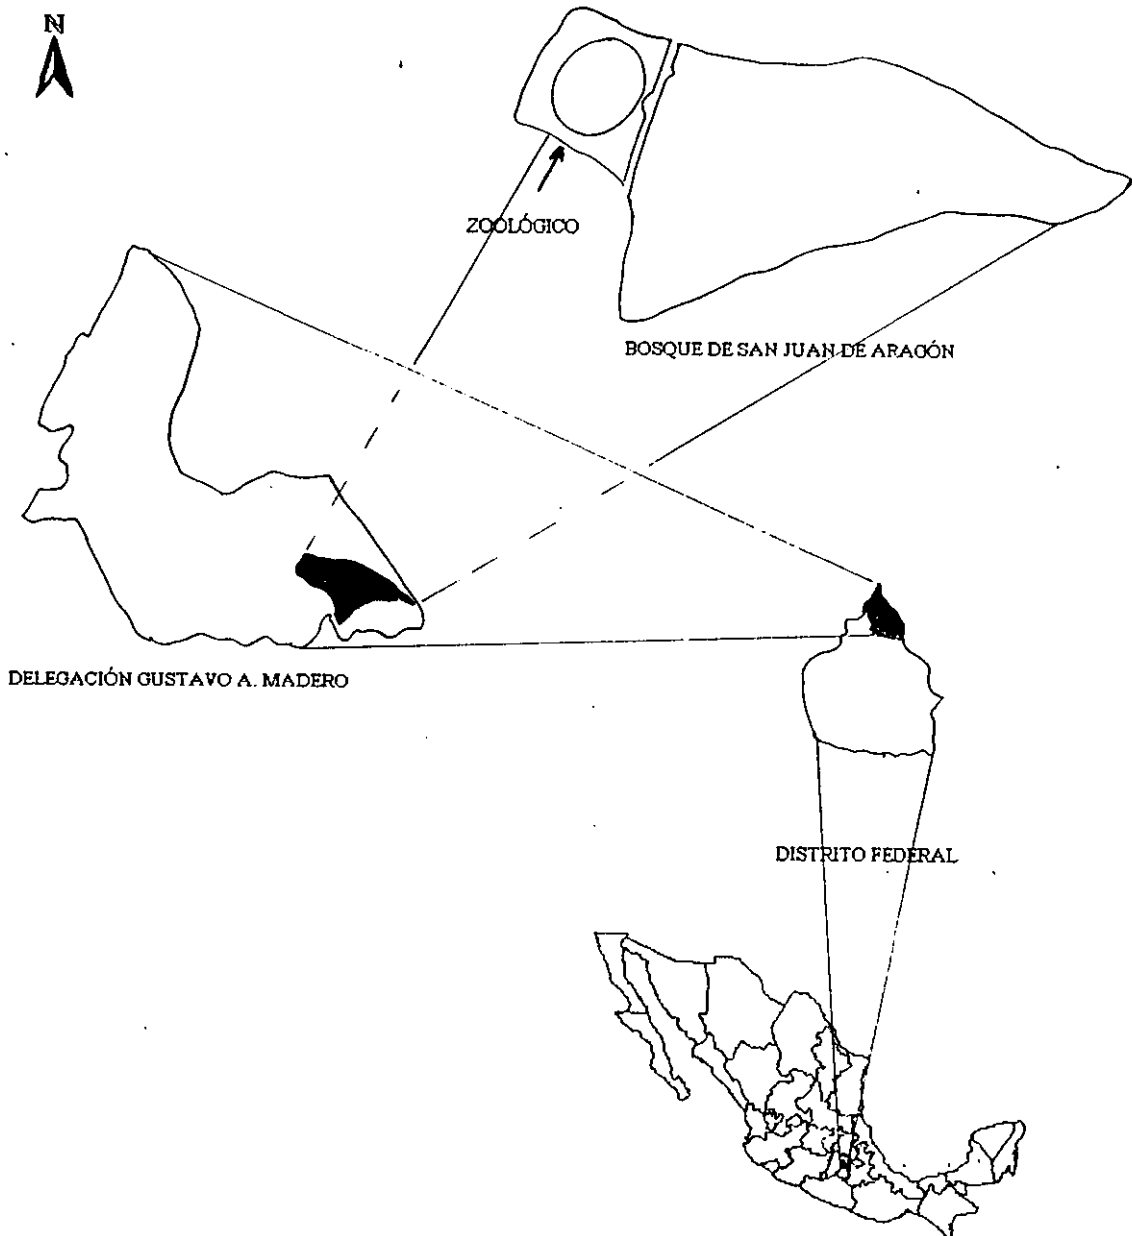 N
ZOOLÓGICO
BOSQUE DE SAN JUAN DE ARAGÓN
DELEGACIÓN GUSTAVO A. MADERO
DISTRITO FEDERAL